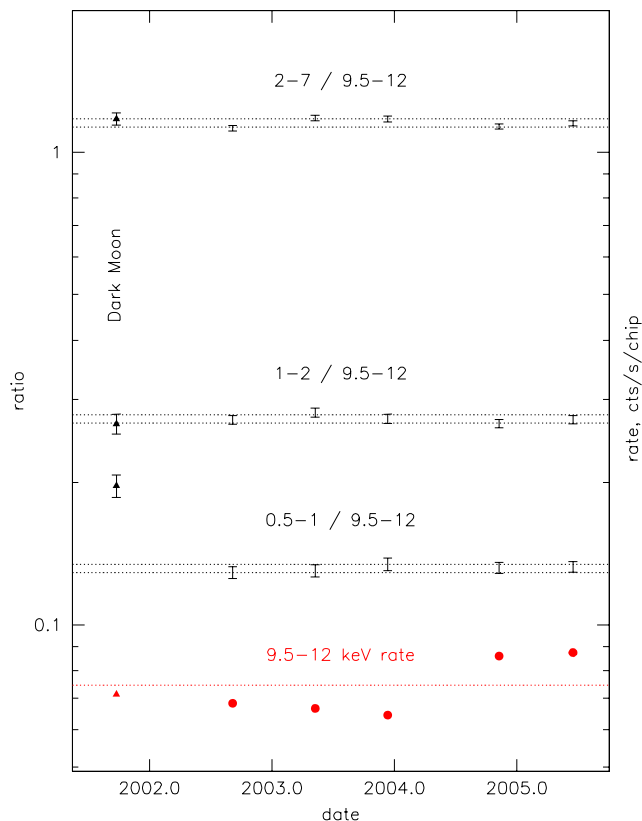 2-7 / 9.5-12
1
Dark Moon
1-2 / 9.5-12
ratio
rate, cts/s/chip
0.5-1 / 9.5-12
0.1
9.5-12 keV rate
2002.0 2003.0 2004.0 2005.0
date